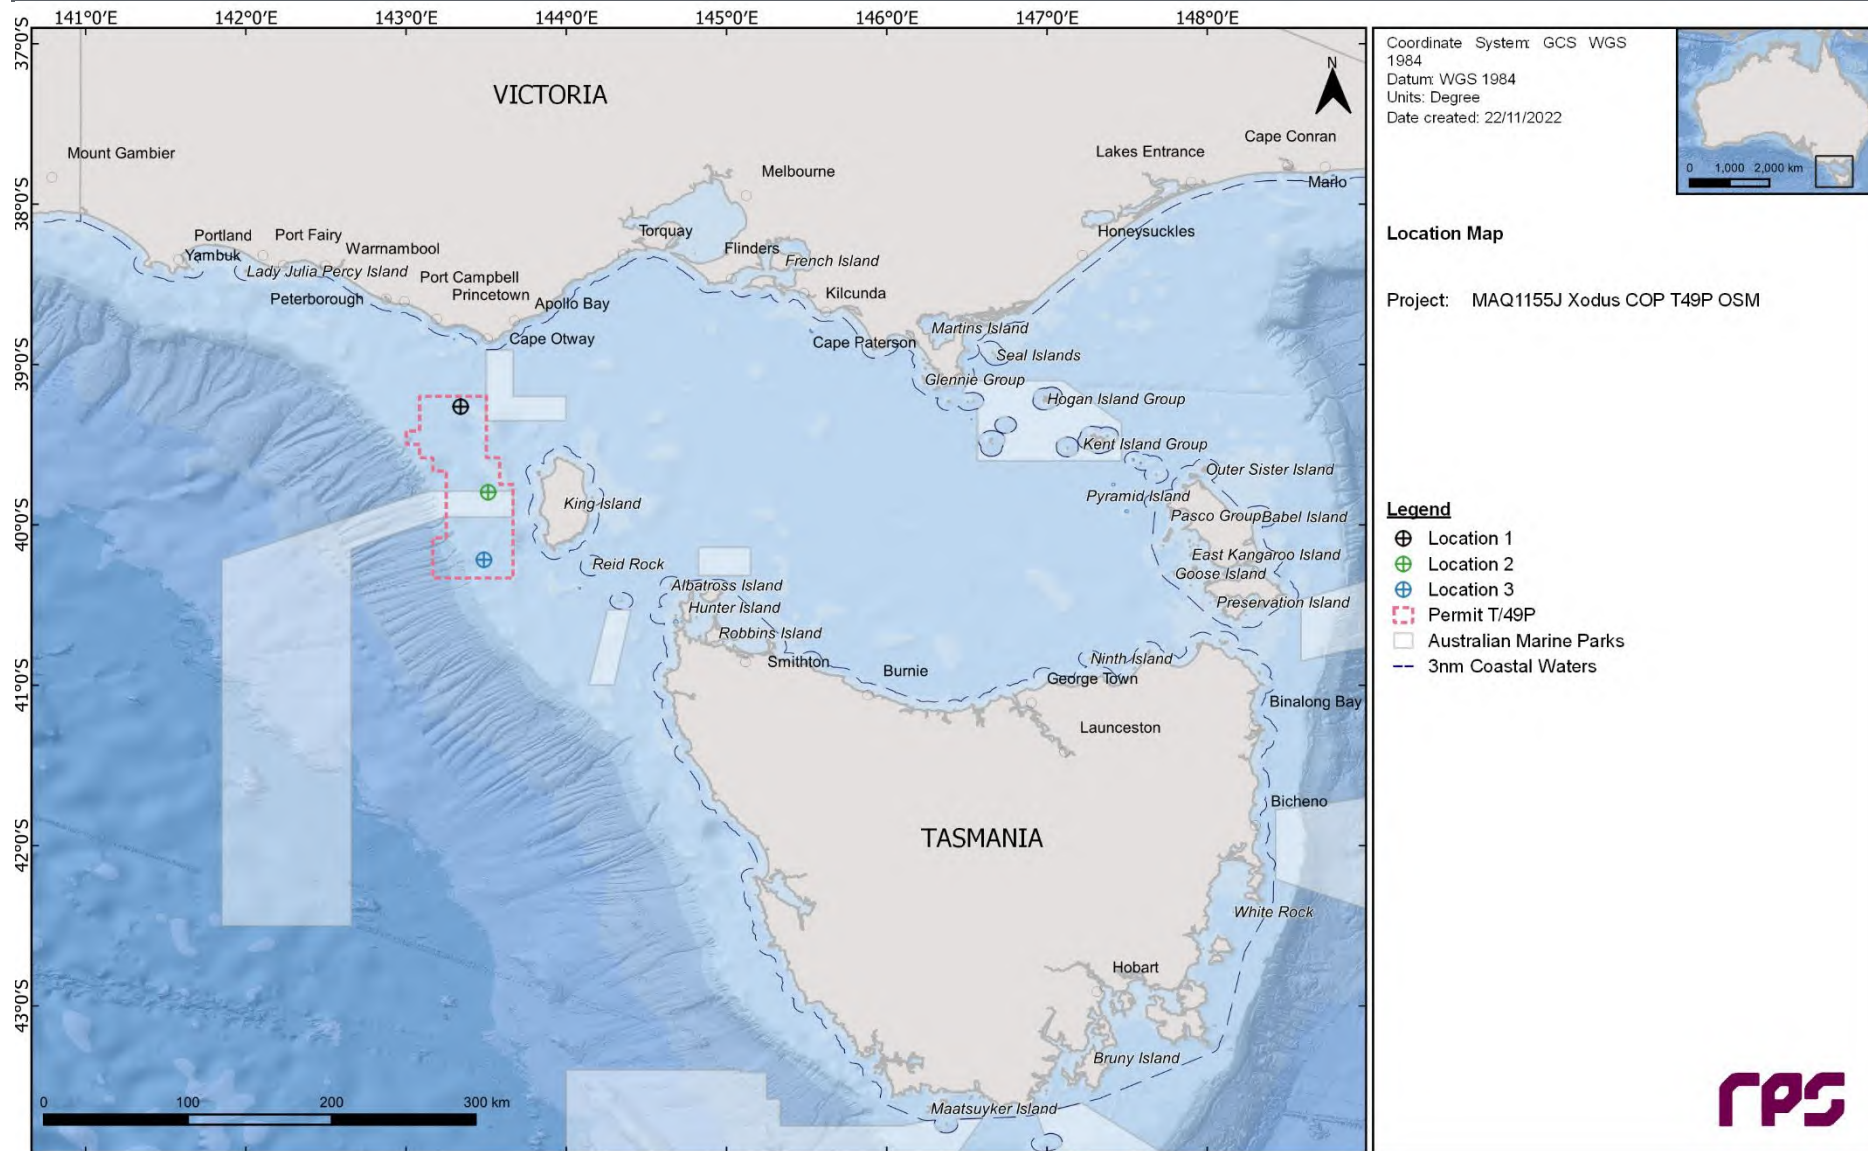 141°0'E 142°0'E 143°0'E 144°0'E 145°0'E 146°0'E 147°0'E 148°0'E
37°0'S
38°0'S
39°0'S
40°0'S
41°0'S
42°0'S
43°0'S
VICTORIA
N
Mount Gambier
Melbourne
Lakes Entrance
Cape Conran
Marlo
Portland
Port Fairy
Warrnambool
Yambuk
Lady Julia Percy Island
Port Campbell
Peterborough
Princetown
Apollo Bay
Cape Otway
Torquay
Flinders
French Island
Kilcunda
Cape Paterson
Honeysuckles
Martins Island
Seal Islands
Glennie Group
Hogan Island Group
Kent Island Group
Outer Sister Island
Pyramid Island
Pasco Group
Babel Island
East Kangaroo Island
Goose Island
Preservation Island
King Island
Reid Rock
Albatross Island
Hunter Island
Robbins Island
Smithton
Burnie
Ninth Island
George Town
Launceston
Binalong Bay
Bicheno
TASMANIA
White Rock
Hobart
Bruny Island
Maatsuyker Island
0 100 200 300 km
Coordinate System: GCS WGS
1984
Datum: WGS 1984
Units: Degree
Date created: 22/11/2022
0 1,000 2,000 km
Location Map
Project: MAQ1155J Xodus COP T49P OSM
Legend
Location 1
Location 2
Location 3
Permit T/49P
Australian Marine Parks
3nm Coastal Waters
rps